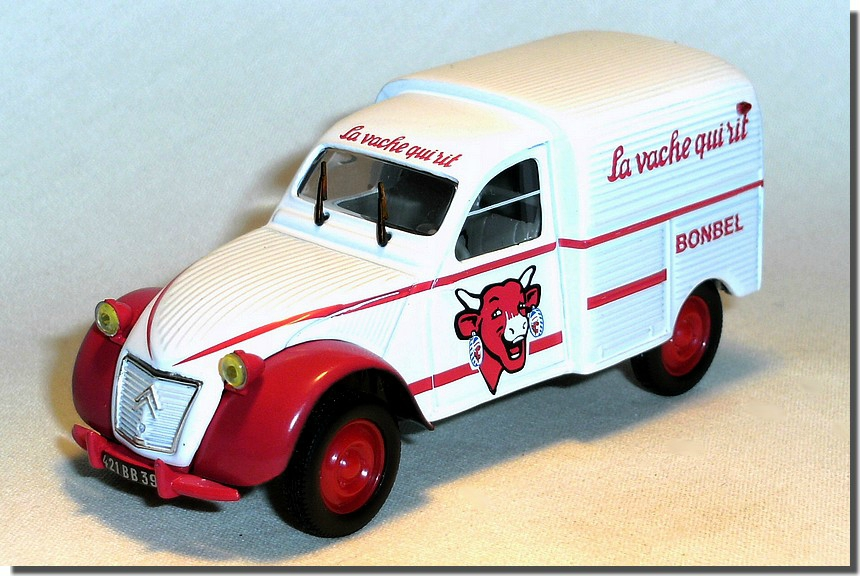 La vache qui rit
La vache qui rit
BONBEL
421 BB 39